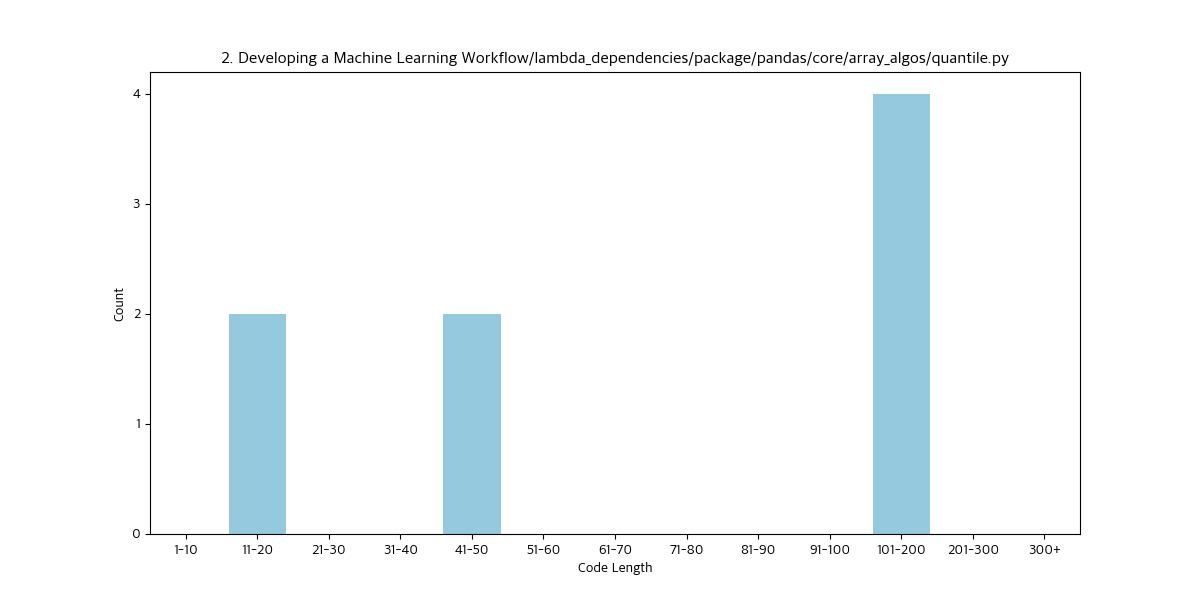 2. Developing a Machine Learning Workflow/lambda_dependencies/package/pandas/core/array_algos/quantile.py
4
3
2
1
0
Count
1-10 11-20 21-30 31-40 41-50 51-60 61-70 71-80 81-90 91-100 101-200 201-300 300+
Code Length